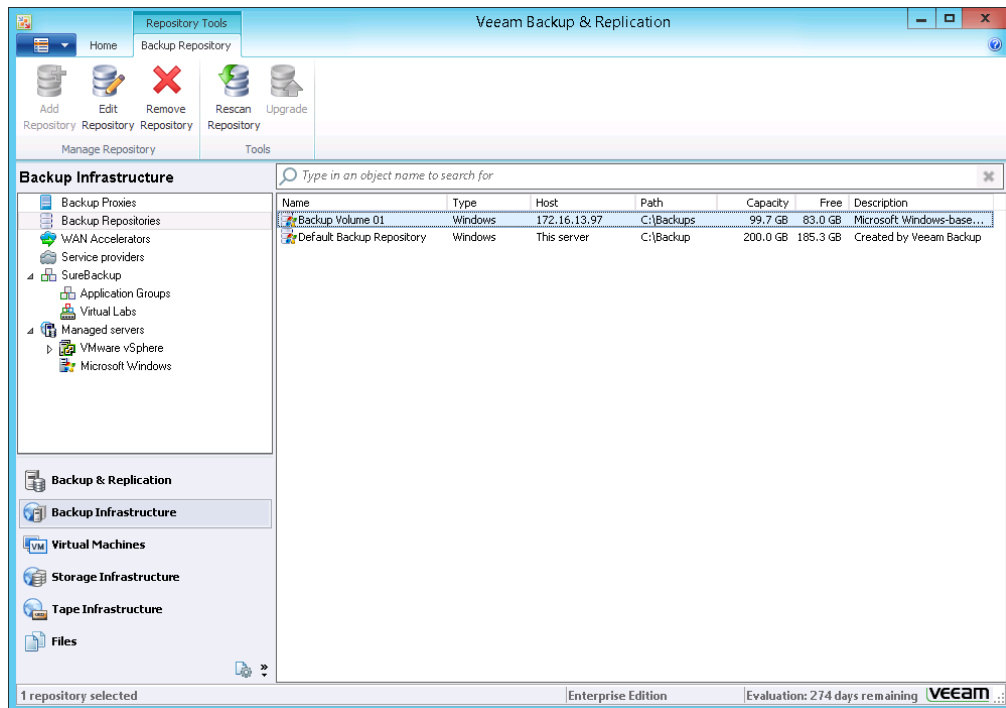 Repository Tools
Veeam Backup & Replication
Home
Backup Repository
Add Repository
Edit Repository
Remove Repository
Rescan Repository
Upgrade
Manage Repository
Tools
Backup Infrastructure
Type in an object name to search for
Backup Proxies
Backup Repositories
WAN Accelerators
Service providers
SureBackup
Application Groups
Virtual Labs
Managed servers
VMware vSphere
Microsoft Windows
Name Type Host Path Capacity Free Description
Backup Volume 01 Windows 172.16.13.97 C:\Backups 99.7 GB 83.0 GB Microsoft Windows-base...
Default Backup Repository Windows This server C:\Backup 200.0 GB 185.3 GB Created by Veeam Backup
Backup & Replication
Backup Infrastructure
VM Virtual Machines
Storage Infrastructure
Tape Infrastructure
Files
1 repository selected
Enterprise Edition
Evaluation: 274 days remaining
veeam